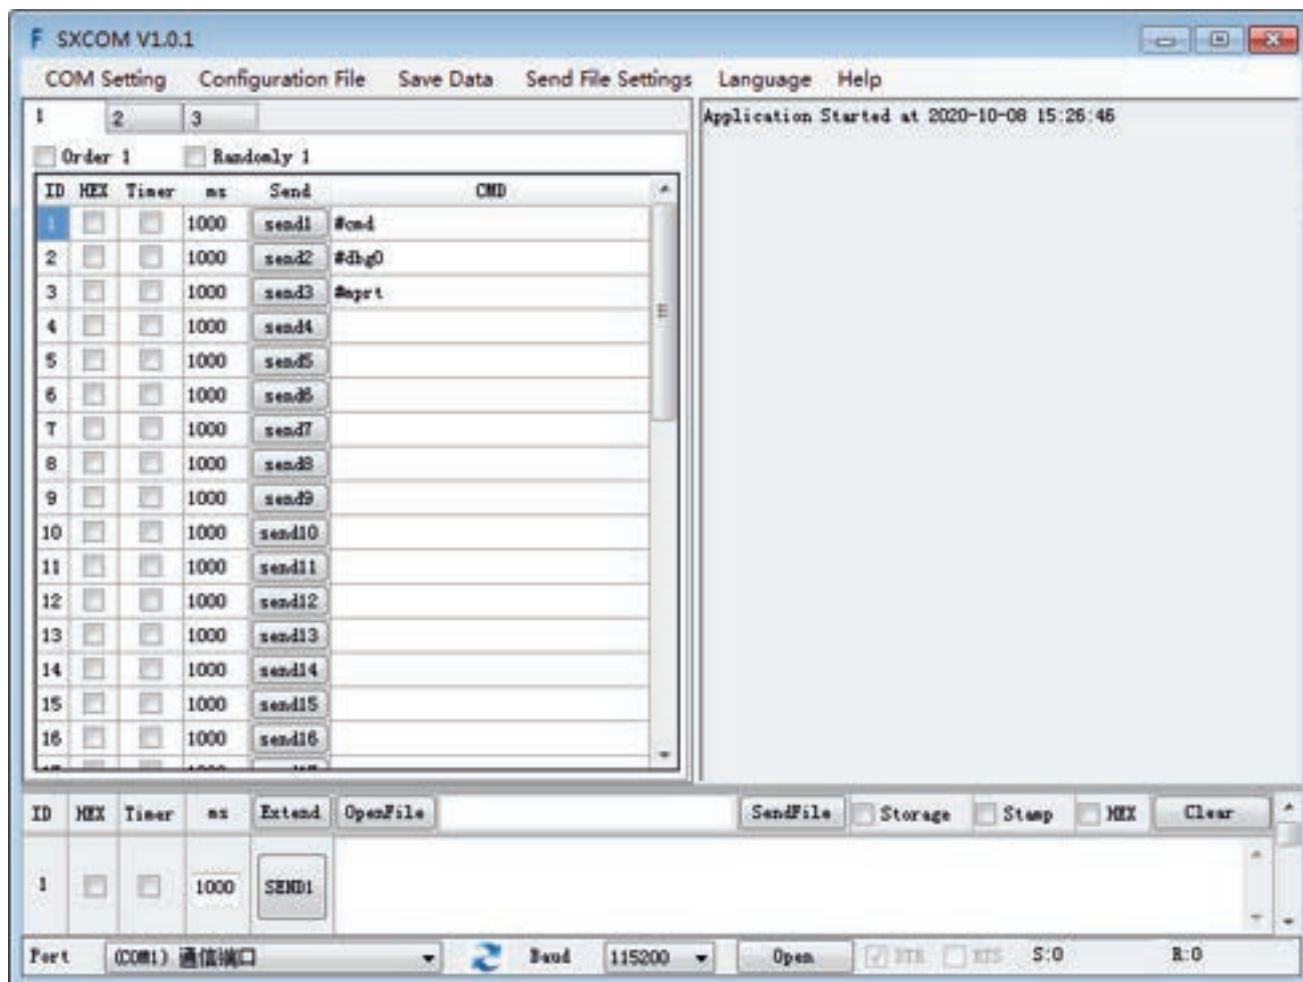 SXCOM V1.0.1
COM Setting Configuration File Save Data Send File Settings Language Help
1 2 3
Order 1 Randomly 1
ID HEX Timer ms Send CMD
1 1000 send1 #cmd
2 1000 send2 #dbg0
3 1000 send3 #mprt
4 1000 send4
5 1000 send5
6 1000 send6
7 1000 send7
8 1000 send8
9 1000 send9
10 1000 send10
11 1000 send11
12 1000 send12
13 1000 send13
14 1000 send14
15 1000 send15
16 1000 send16
Application Started at 2020-10-08 15:26:46
ID HEX Timer ms Extend OpenFile SendFile Storage Stamp HEX Clear
1 1000 SEND1
Port (COM1) 通信端口 Baud 115200 Open DTR RTS S:0 R:0